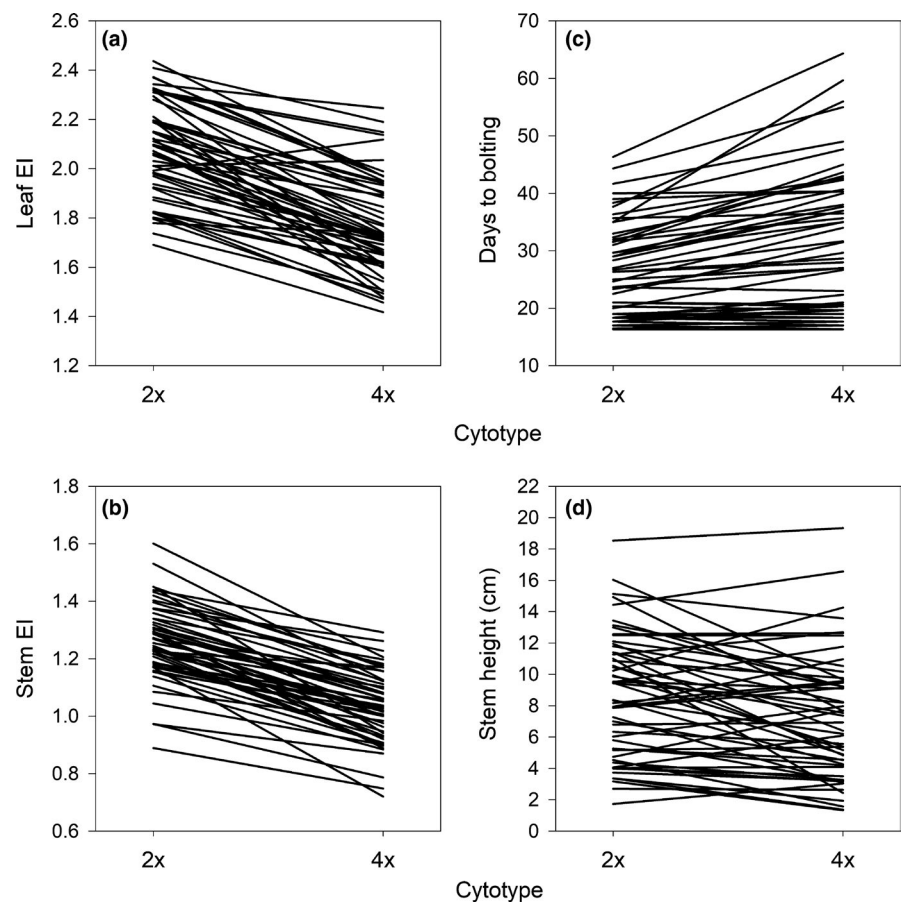 (a)
Leaf EI
2.6
2.4
2.2
2.0
1.8
1.6
1.4
1.2
2x 4x
(c)
Days to bolting
70
60
50
40
30
20
10
2x 4x
Cytotype
(b)
Stem EI
1.8
1.6
1.4
1.2
1.0
0.8
0.6
2x 4x
(d)
Stem height (cm)
22
20
18
16
14
12
10
8
6
4
2
0
2x 4x
Cytotype